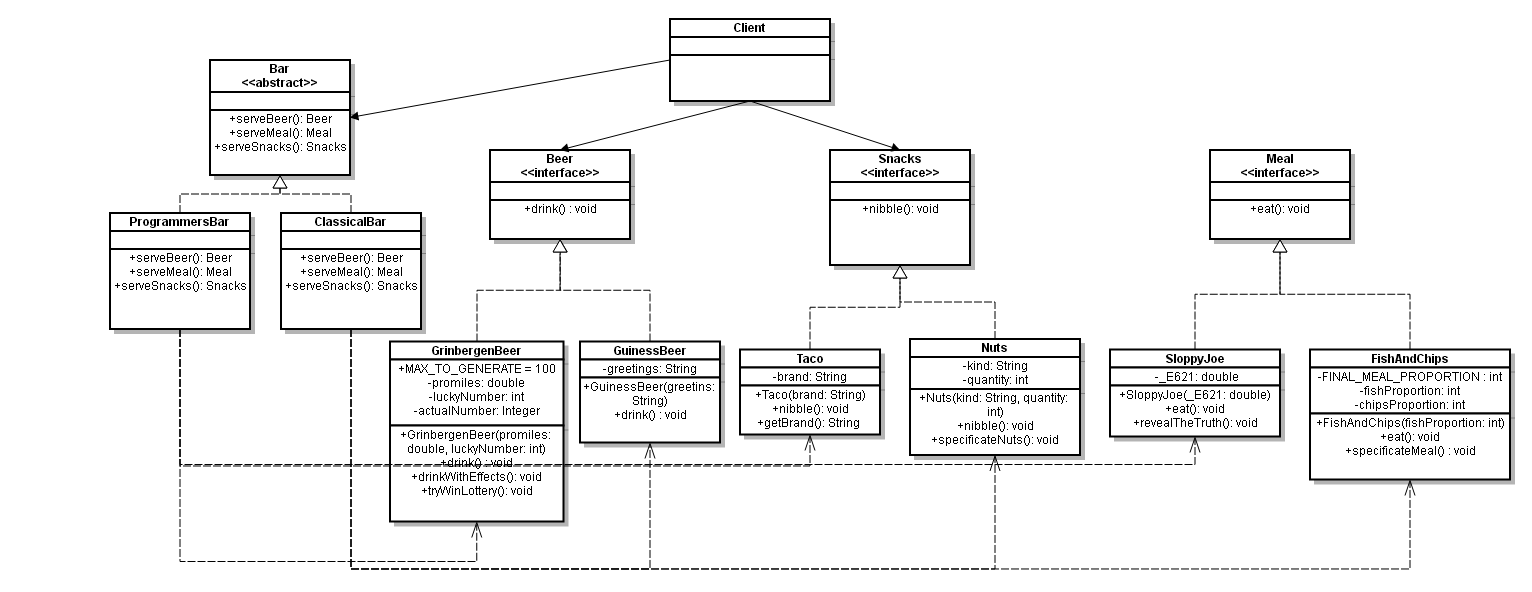 Client
Bar
<<abstract>>
+serveBeer(): Beer
+serveMeal(): Meal
+serveSnacks(): Snacks
Beer
<<interface>>
+drink() : void
Snacks
<<interface>>
+nibble(): void
Meal
<<interface>>
+eat(): void
ProgrammersBar
+serveBeer(): Beer
+serveMeal(): Meal
+serveSnacks(): Snacks
ClassicalBar
+serveBeer(): Beer
+serveMeal(): Meal
+serveSnacks(): Snacks
GrinbergenBeer
+MAX_TO_GENERATE = 100
-promiles: double
-luckyNumber: int
-actualNumber: Integer
+GrinbergenBeer(promiles:
double, luckyNumber: int)
+drink() : void
+drinkWithEffects(): void
+tryWinLottery(): void
GuinessBeer
-greetings: String
+GuinessBeer(greetins:
String)
+drink() : void
Taco
-brand: String
+Taco(brand: String)
+nibble(): void
+getBrand(): String
Nuts
-kind: String
-quantity: int
+Nuts(kind: String, quantity:
int)
+nibble(): void
+specificateNuts(): void
SloppyJoe
-_E621: double
+SloppyJoe(_E621: double)
+eat(): void
+revealTheTruth(): void
FishAndChips
-FINAL_MEAL_PROPORTION : int
-fishProportion: int
-chipsProportion: int
+FishAndChips(fishProportion: int)
+eat(): void
+specificateMeal() : void